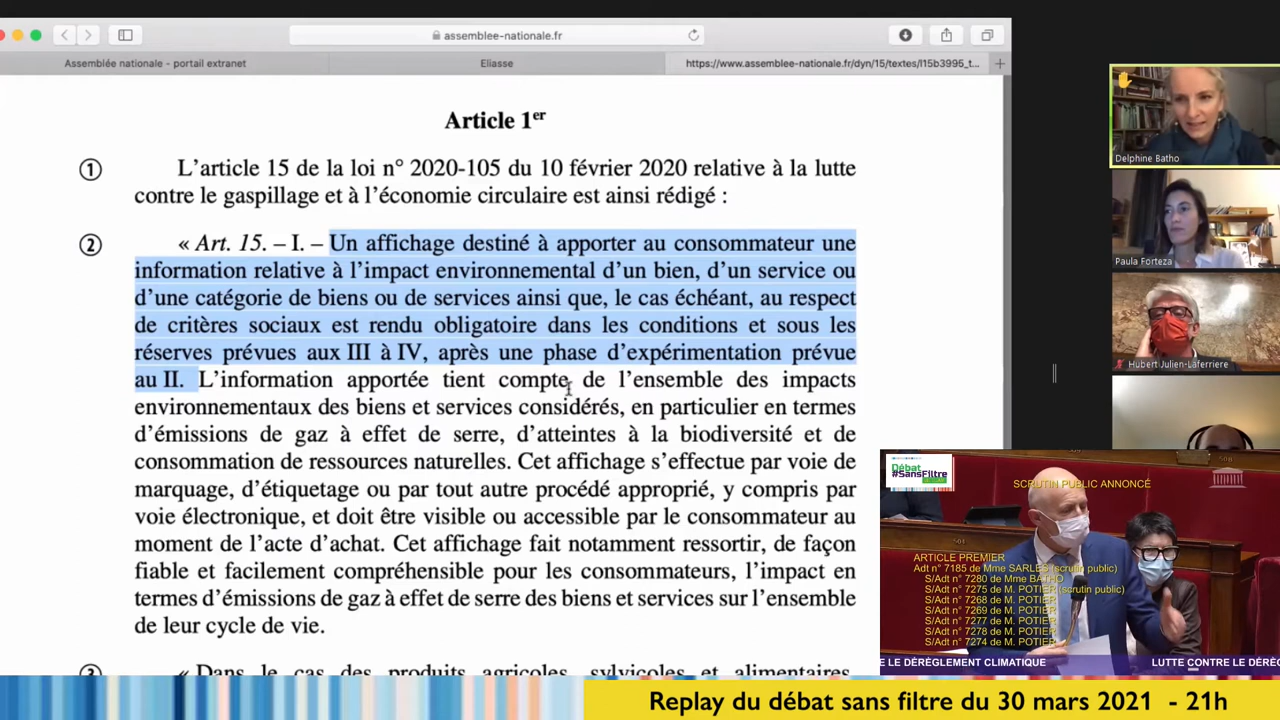 assemblee-nationale.fr
Assemblée nationale - portail extranet
Eliasse
https://www.assemblee-nationale.fr/dyn/15/textes/l15b3995_t...
Article 1er
① L'article 15 de la loi n° 2020-105 du 10 février 2020 relative à la lutte
contre le gaspillage et à l'économie circulaire est ainsi rédigé :
② « Art. 15. – I. – Un affichage destiné à apporter au consommateur une
information relative à l'impact environnemental d'un bien, d'un service ou
d'une catégorie de biens ou de services ainsi que, le cas échéant, au respect
de critères sociaux est rendu obligatoire dans les conditions et sous les
réserves prévues aux III à IV, après une phase d'expérimentation prévue
au II. L'information apportée tient compte de l'ensemble des impacts
environnementaux des biens et services considérés, en particulier en termes
d'émissions de gaz à effet de serre, d'atteintes à la biodiversité et de
consommation de ressources naturelles. Cet affichage s'effectue par voie de
marquage, d'étiquetage ou par tout autre procédé approprié, y compris par
voie électronique, et doit être visible ou accessible par le consommateur au
moment de l'acte d'achat. Cet affichage fait notamment ressortir, de façon
fiable et facilement compréhensible pour les consommateurs, l'impact en
termes d'émission de gaz à effet de serre des biens et services sur l'ensemble
de leur cycle de vie.
« Dans le cas des produits agricoles, sylvicoles et alimentaires,
Delphine Batho
Paula Forteza
Hubert Julien-Laferriere
Débat
#SansFiltre
SCRUTIN PUBLIC ANNONCÉ
ARTICLE PREMIER
Adt n° 7185 de Mme SARLES (scrutin public)
S/Adt n° 7280 de Mme BATHO
S/Adt n° 7275 de M. POTIER (scrutin public)
S/Adt n° 7268 de M. POTIER
S/Adt n° 7269 de M. POTIER
S/Adt n° 7277 de M. POTIER
S/Adt n° 7278 de M. POTIER
S/Adt n° 7274 de M. POTIER
E LE DÉRÈGLEMENT CLIMATIQUE
LUTTE CONTRE LE DÉRÈ
Replay du débat sans filtre du 30 mars 2021 - 21h